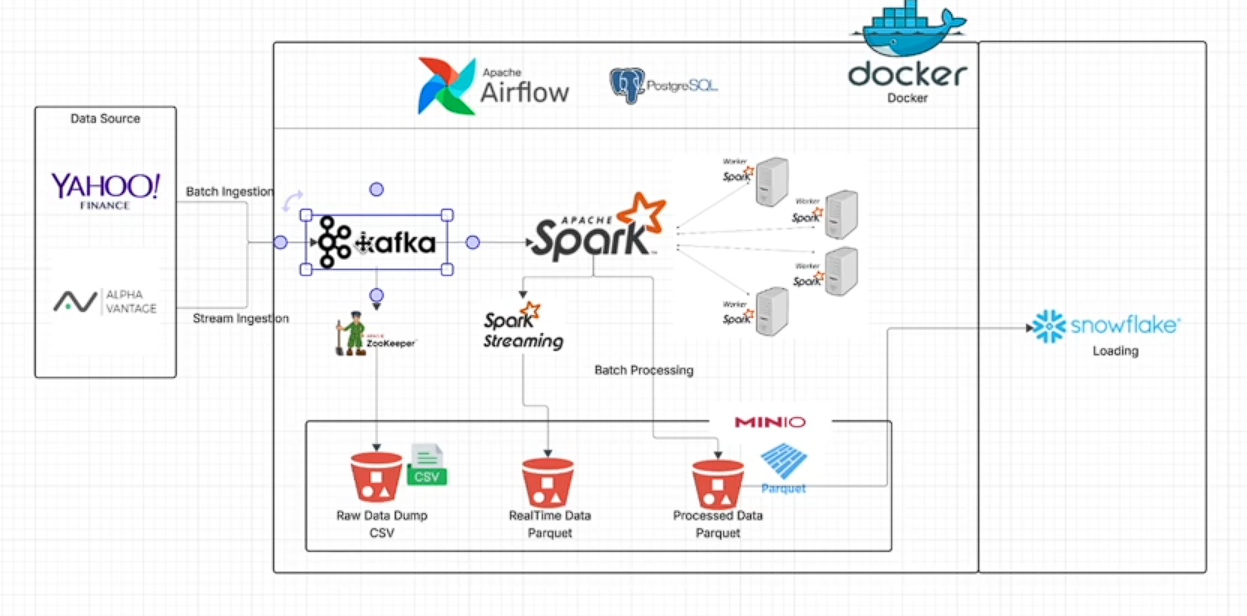 docker
Docker
Apache
Airflow
PostgreSQL
Data Source
YAHOO!
FINANCE
Batch Ingestion
ALPHA
VANTAGE
Stream Ingestion
kafka
APACHE
ZooKeeper
APACHE
Spark
Worker
Spark
Worker
Spark
Worker
Spark
Worker
Spark
Spark
Streaming
Batch Processing
snowflake
Loading
MINIO
CSV
Parquet
Raw Data Dump
CSV
RealTime Data
Parquet
Processed Data
Parquet